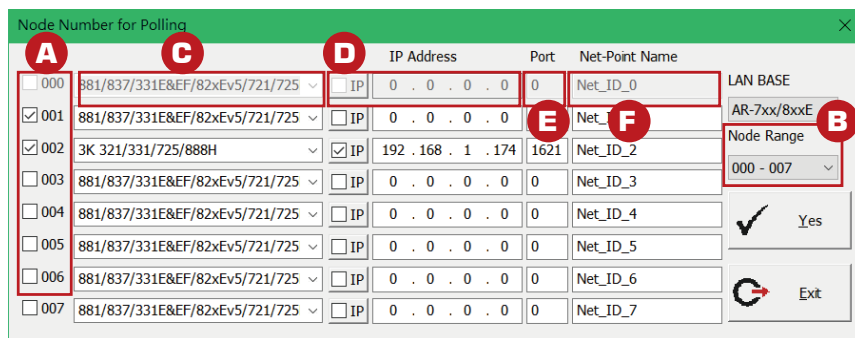 Node Number for Polling
A C D IP Address Port Net-Point Name
000 881/837/331E&EF/82xEv5/721/725 IP 0 . 0 . 0 . 0 0 Net_ID_0 LAN BASE
001 881/837/331E&EF/82xEv5/721/725 IP 0 . 0 . 0 . 0 E Net_ F AR-7xx/8xxE B
Node Range
002 3K 321/331/725/888H IP 192 . 168 . 1 . 174 1621 Net_ID_2
003 881/837/331E&EF/82xEv5/721/725 IP 0 . 0 . 0 . 0 0 Net_ID_3 000 - 007
004 881/837/331E&EF/82xEv5/721/725 IP 0 . 0 . 0 . 0 0 Net_ID_4 Yes
005 881/837/331E&EF/82xEv5/721/725 IP 0 . 0 . 0 . 0 0 Net_ID_5
006 881/837/331E&EF/82xEv5/721/725 IP 0 . 0 . 0 . 0 0 Net_ID_6 Exit
007 881/837/331E&EF/82xEv5/721/725 IP 0 . 0 . 0 . 0 0 Net_ID_7